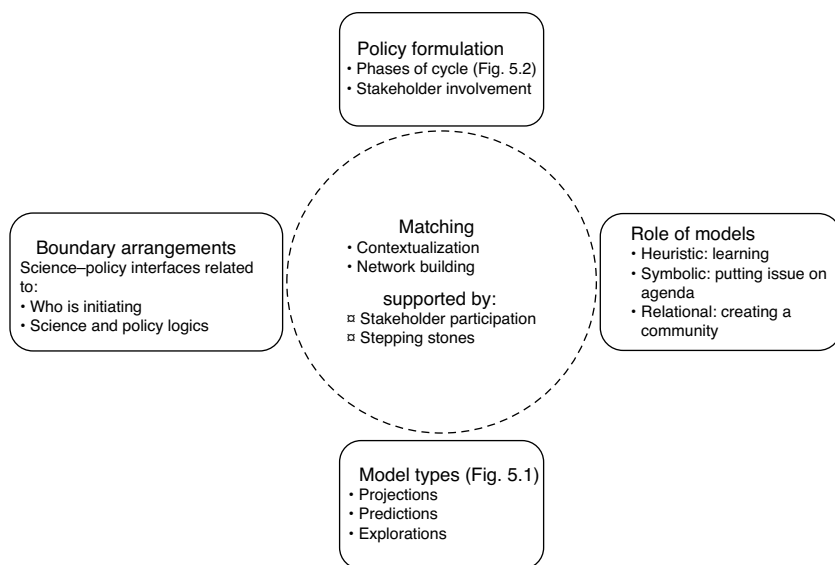 Policy formulation
• Phases of cycle (Fig. 5.2)
• Stakeholder involvement
Boundary arrangements
Science–policy interfaces related
to:
• Who is initiating
• Science and policy logics
Matching
• Contextualization
• Network building
supported by:
¤ Stakeholder participation
¤ Stepping stones
Role of models
• Heuristic: learning
• Symbolic: putting issue on
agenda
• Relational: creating a
community
Model types (Fig. 5.1)
• Projections
• Predictions
• Explorations